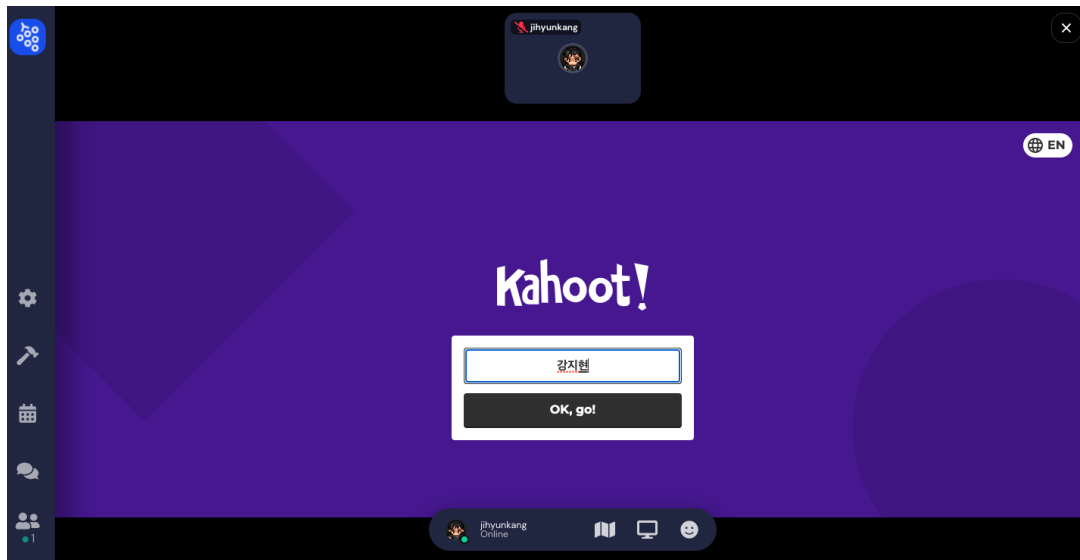 jihyunkang
EN
Kahoot!
강지현
OK, go!
jihyunkang
Online
1